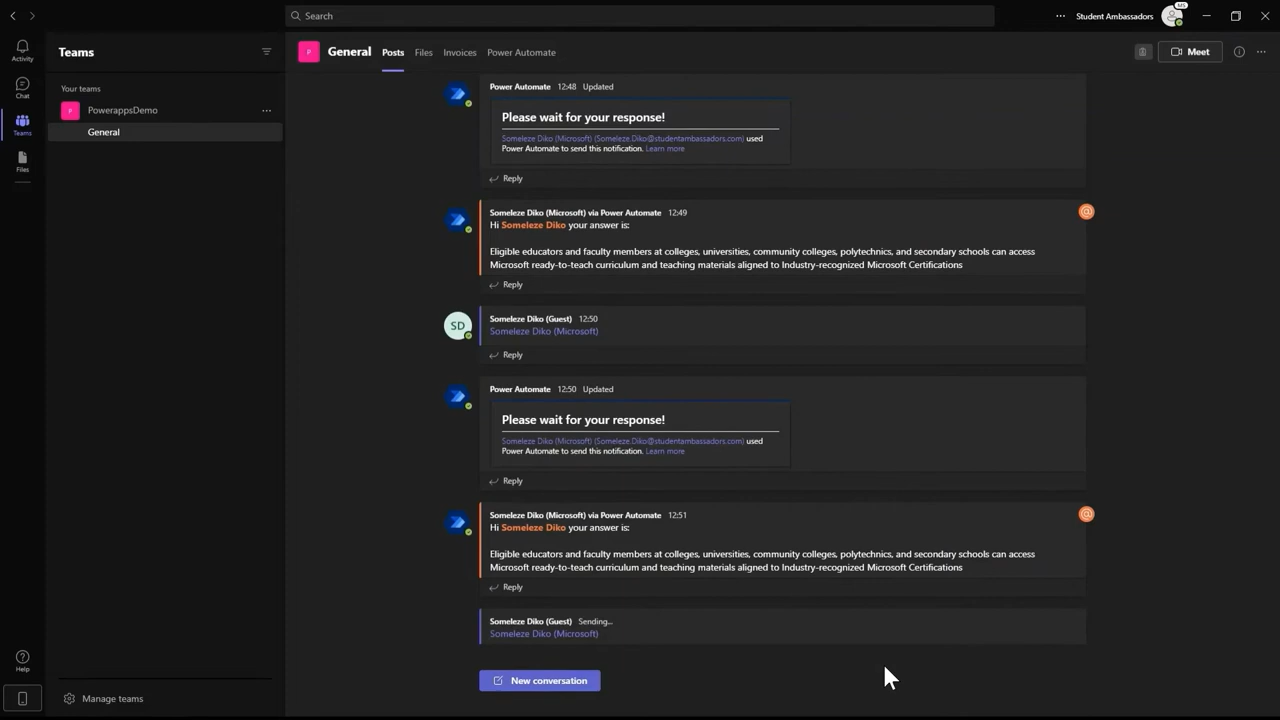 Search
Student Ambassadors
MS
Activity
Chat
Teams
Files
Help
Teams
Your teams
P PowerappsDemo
General
Manage teams
P General Posts Files Invoices Power Automate
Meet
Power Automate 12:48 Updated
Please wait for your response!
Someleze Diko (Microsoft) (Someleze.Diko@studentambassadors.com) used
Power Automate to send this notification. Learn more
Reply
Someleze Diko (Microsoft) via Power Automate 12:49
Hi Someleze Diko your answer is:
Eligible educators and faculty members at colleges, universities, community colleges, polytechnics, and secondary schools can access
Microsoft ready-to-teach curriculum and teaching materials aligned to Industry-recognized Microsoft Certifications
Reply
SD
Someleze Diko (Guest) 12:50
Someleze Diko (Microsoft)
Reply
Power Automate 12:50 Updated
Please wait for your response!
Someleze Diko (Microsoft) (Someleze.Diko@studentambassadors.com) used
Power Automate to send this notification. Learn more
Reply
Someleze Diko (Microsoft) via Power Automate 12:51
Hi Someleze Diko your answer is:
Eligible educators and faculty members at colleges, universities, community colleges, polytechnics, and secondary schools can access
Microsoft ready-to-teach curriculum and teaching materials aligned to Industry-recognized Microsoft Certifications
Reply
Someleze Diko (Guest) Sending...
Someleze Diko (Microsoft)
New conversation